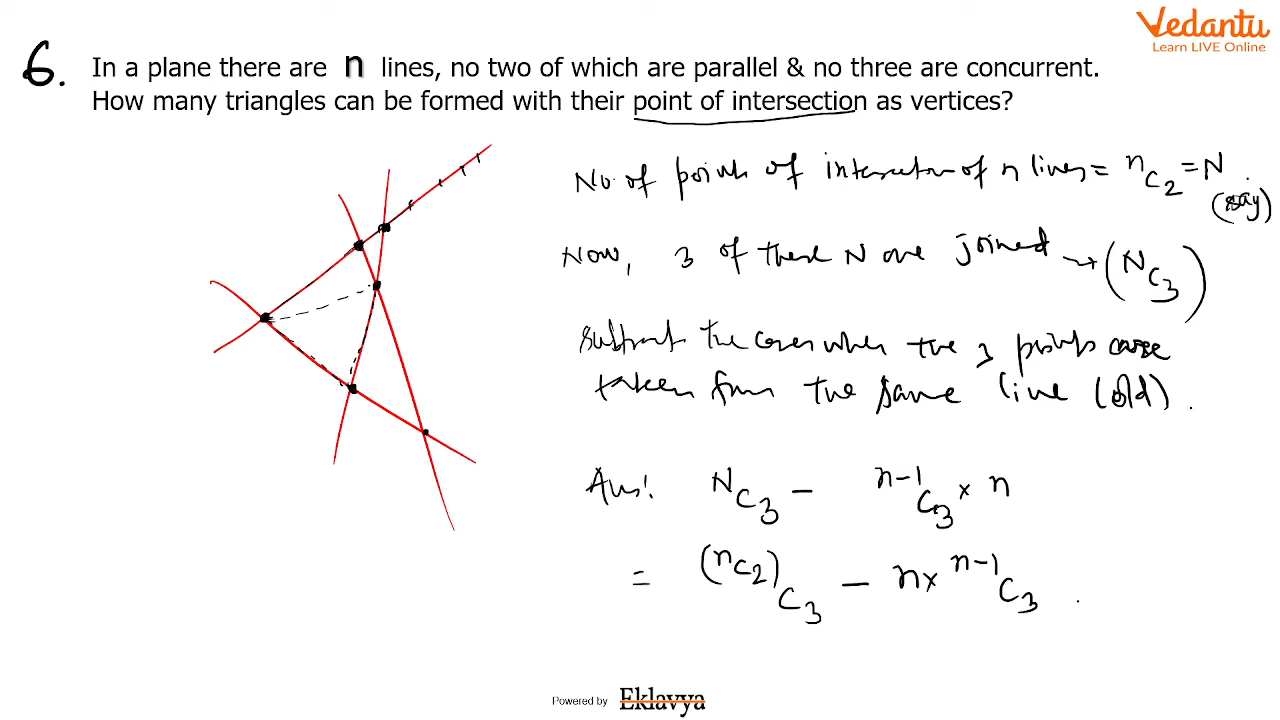 Vedantu
Learn LIVE Online
6. In a plane there are n lines, no two of which are parallel & no three are concurrent.
How many triangles can be formed with their point of intersection as vertices?
No. of points of intersection of n lines = nC2 = N
(say)
Now, 3 of these N are joined → (NC3)
Subtract the cases when the 3 points are
taken from the same line (old).
Ans: NC3 − n-1C3 × n
= (nC2)C3 − n× n-1C3
Powered by Eklavya